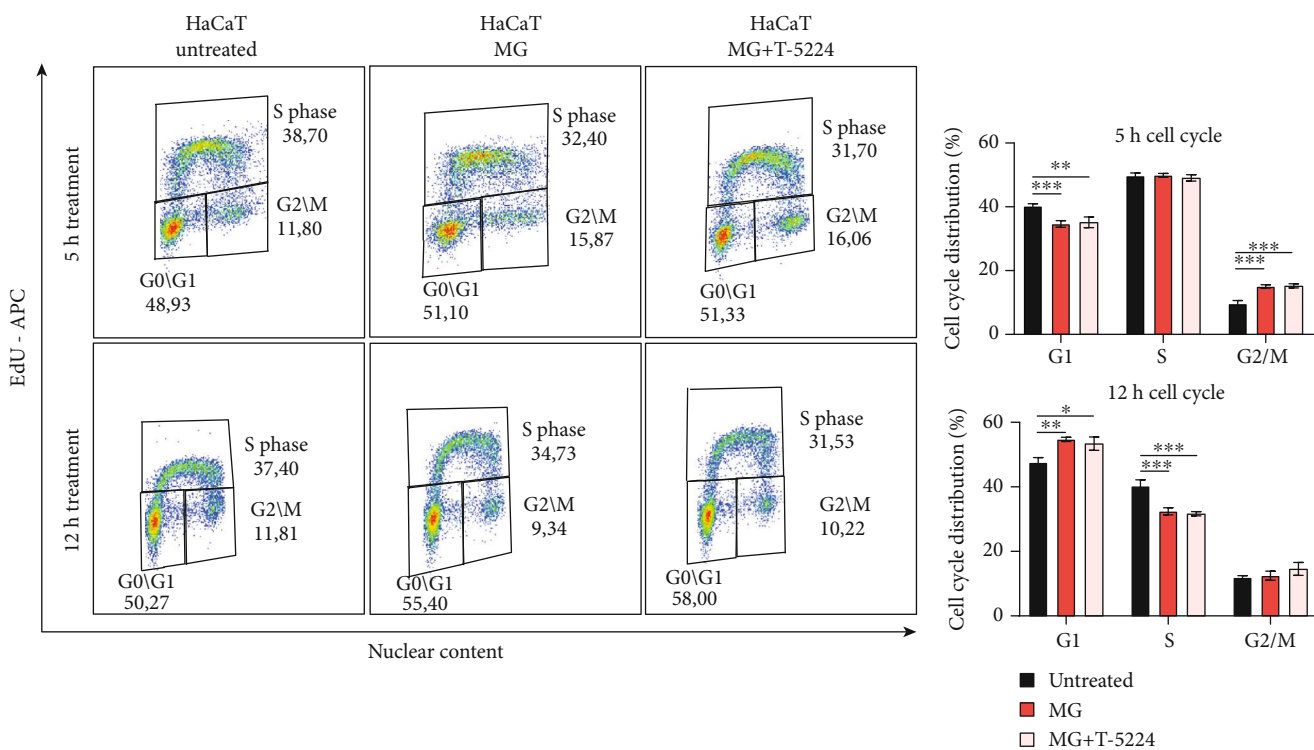 HaCaT
untreated
HaCaT
MG
HaCaT
MG+T-5224
EdU - APC
5 h treatment
S phase
38,70
G2\M
11,80
G0\G1
48,93
S phase
32,40
G2\M
15,87
G0\G1
51,10
S phase
31,70
G2\M
16,06
G0\G1
51,33
12 h treatment
S phase
37,40
G2\M
11,81
G0\G1
50,27
S phase
34,73
G2\M
9,34
G0\G1
55,40
S phase
31,53
G2\M
10,22
G0\G1
58,00
Nuclear content
5 h cell cycle
Cell cycle distribution (%)
60
40
20
0
**
***
***
***
G1
S
G2/M
12 h cell cycle
Cell cycle distribution (%)
60
40
20
0
*
**
***
***
G1
S
G2/M
Untreated
MG
MG+T-5224